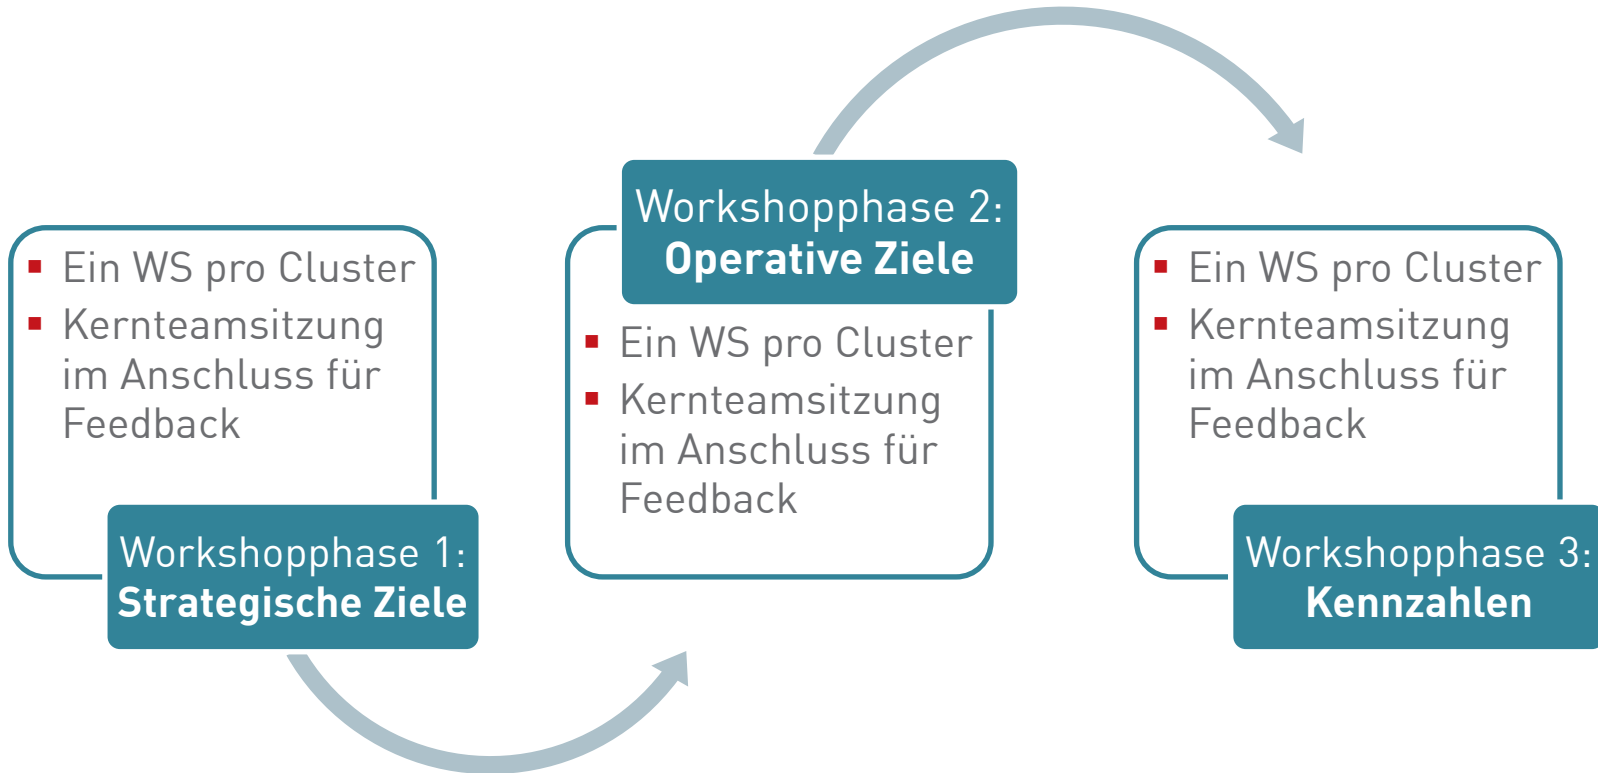 Ein WS pro Cluster
Kernteamsitzung
im Anschluss für
Feedback
Workshopphase 1:
Strategische Ziele
Workshopphase 2:
Operative Ziele
Ein WS pro Cluster
Kernteamsitzung
im Anschluss für
Feedback
Ein WS pro Cluster
Kernteamsitzung
im Anschluss für
Feedback
Workshopphase 3:
Kennzahlen